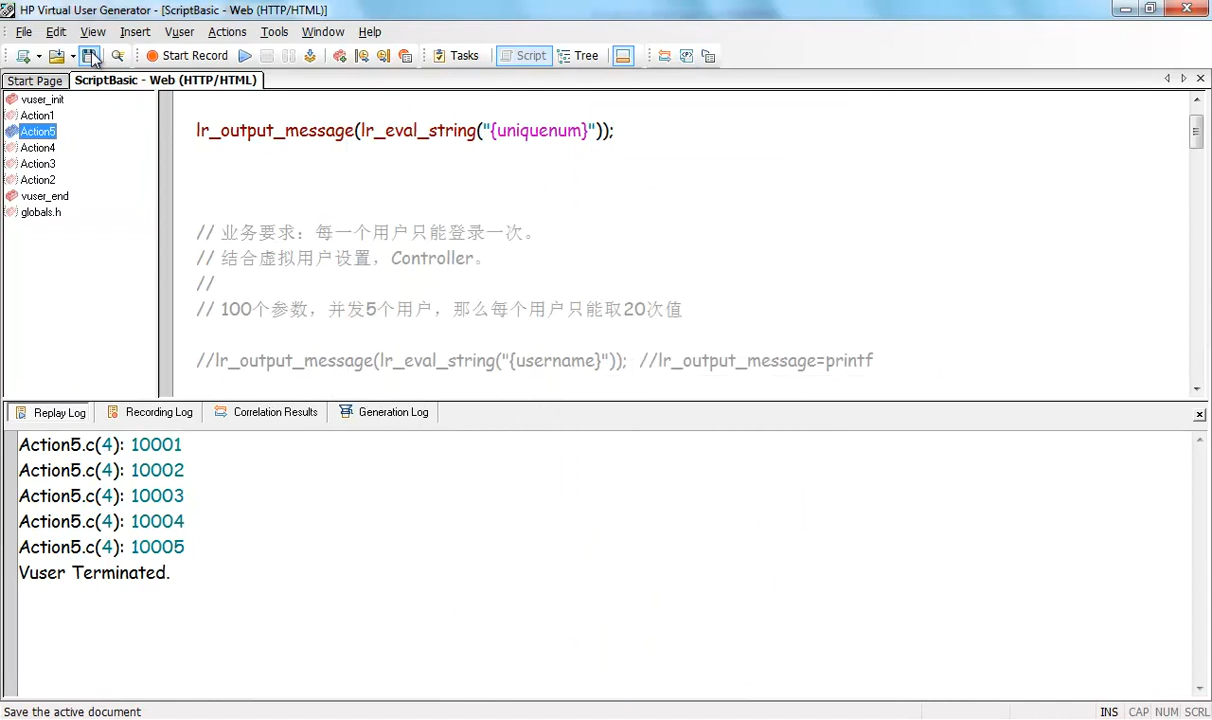 HP Virtual User Generator - [ScriptBasic - Web (HTTP/HTML)]
File Edit View Insert Vuser Actions Tools Window Help
Start Record Tasks Script Tree
Start Page ScriptBasic - Web (HTTP/HTML)
vuser_init
Action1
Action5
Action4
Action3
Action2
vuser_end
globals.h
lr_output_message(lr_eval_string("{uniquenum}"));
// 业务要求：每一个用户只能登录一次。
// 结合虚拟用户设置，Controller。
//
// 100个参数，并发5个用户，那么每个用户只能取20次值
//lr_output_message(lr_eval_string("{username}")); //lr_output_message=printf
Replay Log Recording Log Correlation Results Generation Log
Action5.c(4): 10001
Action5.c(4): 10002
Action5.c(4): 10003
Action5.c(4): 10004
Action5.c(4): 10005
Vuser Terminated.
Save the active document INS CAP NUM SCRL